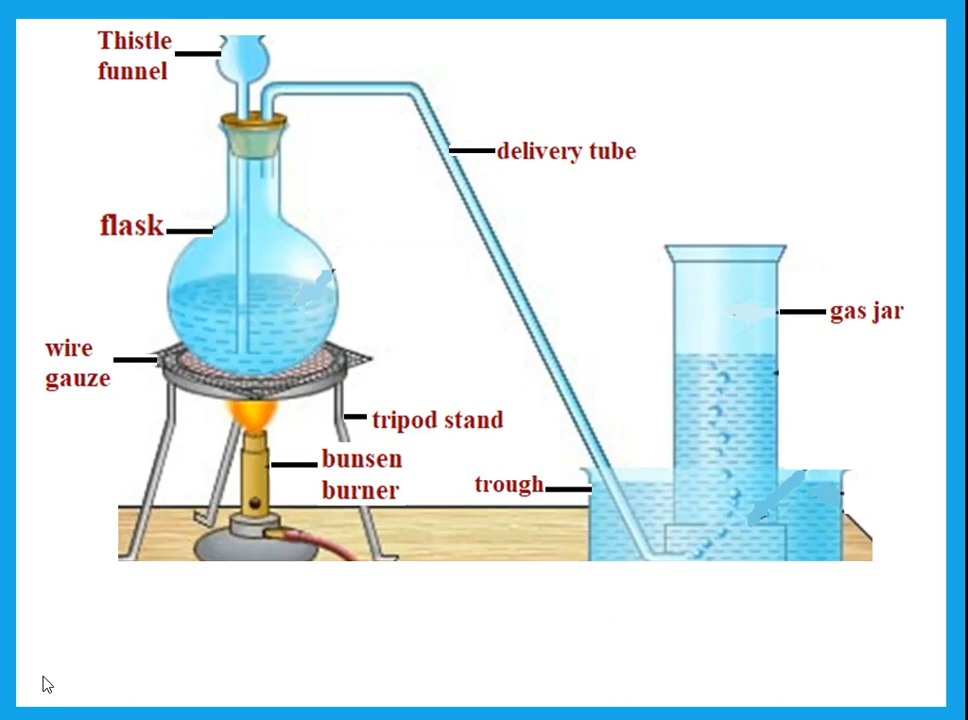 Thistle
funnel
delivery tube
flask
gas jar
wire
gauze
tripod stand
bunsen
burner
trough